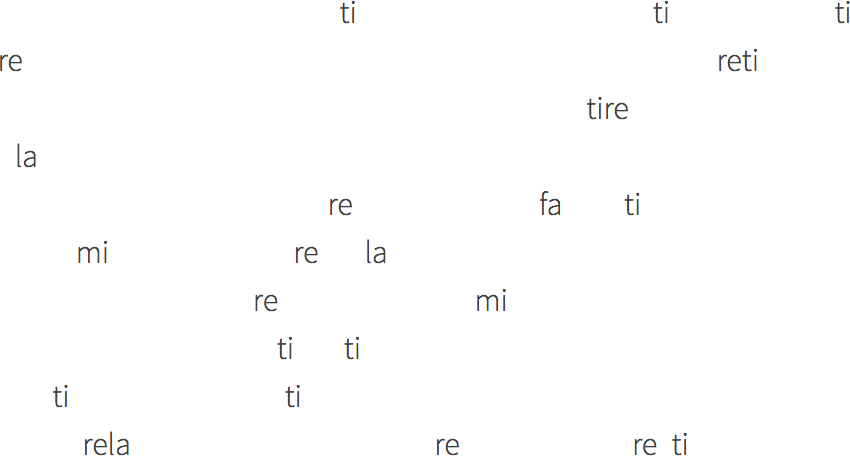 ti ti ti
re reti
tire
la
re fa ti
mi re la
re mi
ti ti
ti ti
rela re re ti